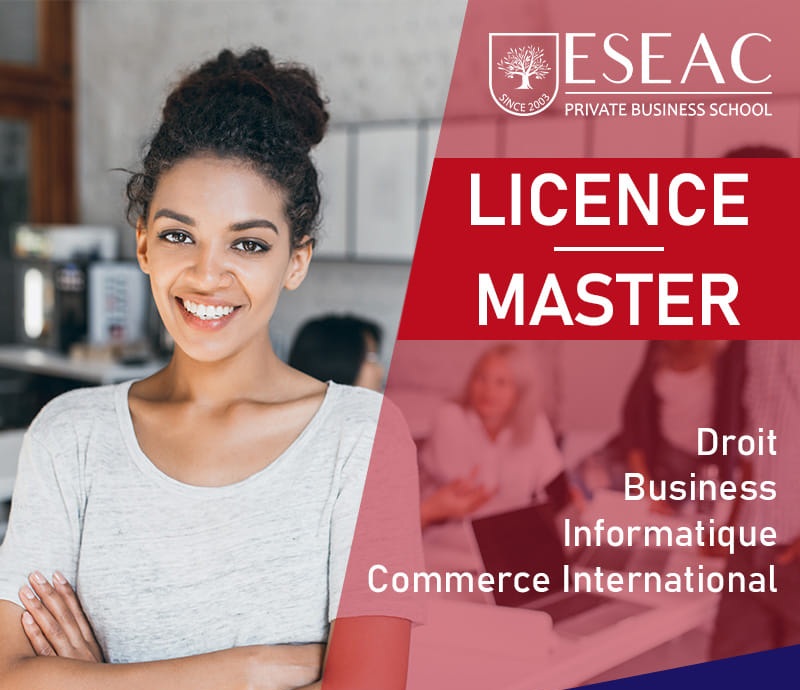 ESEAC
SINCE 2003
PRIVATE BUSINESS SCHOOL
LICENCE
MASTER
Droit
Business
Informatique
Commerce International